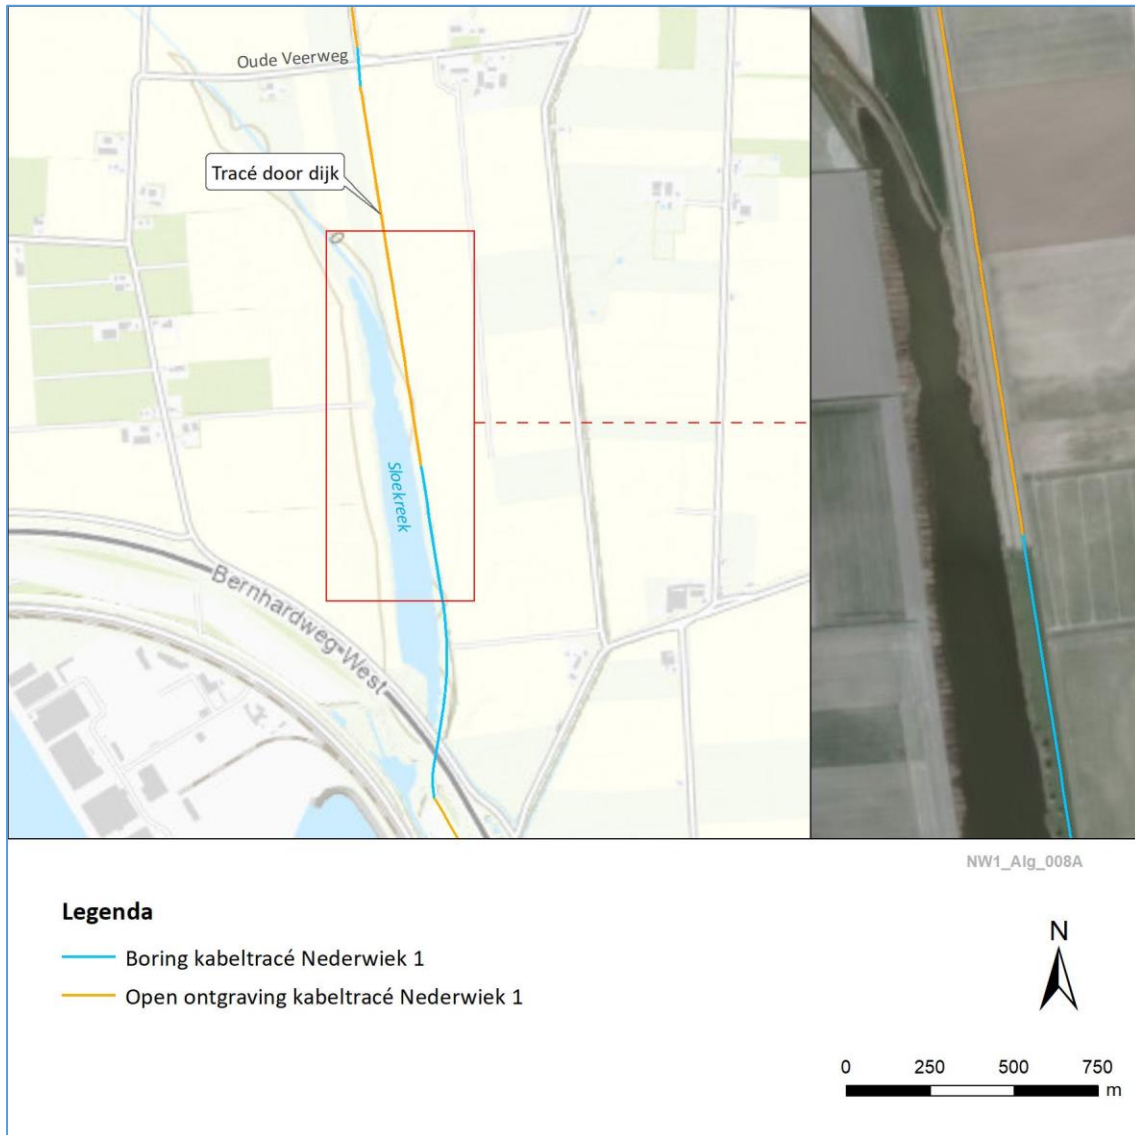 Oude Veerweg
Tracé door dijk
Sloekreek
Bernhardweg-West
NW1_Alg_008A
Legenda
Boring kabeltracé Nederwiek 1
Open ontgraving kabeltracé Nederwiek 1
N
0 250 500 750
m